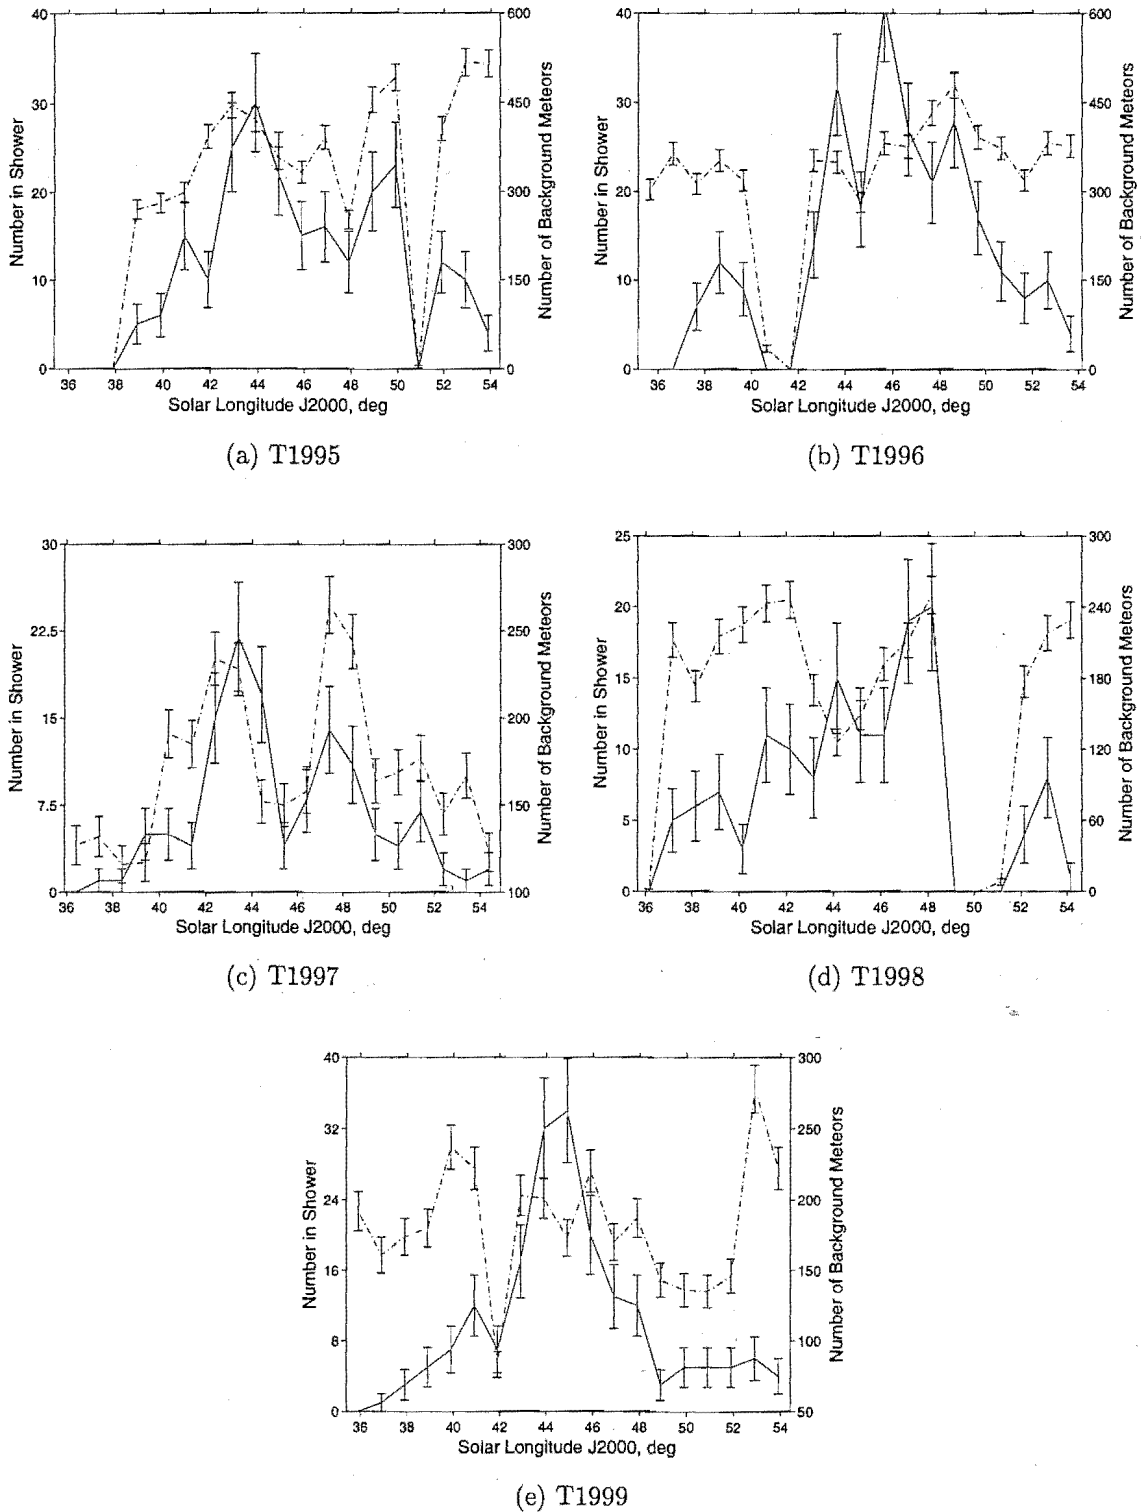 40
30
20
10
0
Number in Shower
600
450
300
150
0
Number of Background Meteors
36 38 40 42 44 46 48 50 52 54
Solar Longitude J2000, deg
(a) T1995
40
30
20
10
0
Number in Shower
600
450
300
150
0
Number of Background Meteors
36 38 40 42 44 46 48 50 52 54
Solar Longitude J2000, deg
(b) T1996
30
22.5
15
7.5
0
Number in Shower
300
250
200
150
100
Number of Background Meteors
36 38 40 42 44 46 48 50 52 54
Solar Longitude J2000, deg
(c) T1997
25
20
15
10
5
0
Number in Shower
300
240
180
120
60
0
Number of Background Meteors
36 38 40 42 44 46 48 50 52 54
Solar Longitude J2000, deg
(d) T1998
40
32
24
16
8
0
Number in Shower
300
250
200
150
100
50
Number of Background Meteors
36 38 40 42 44 46 48 50 52 54
Solar Longitude J2000, deg
(e) T1999